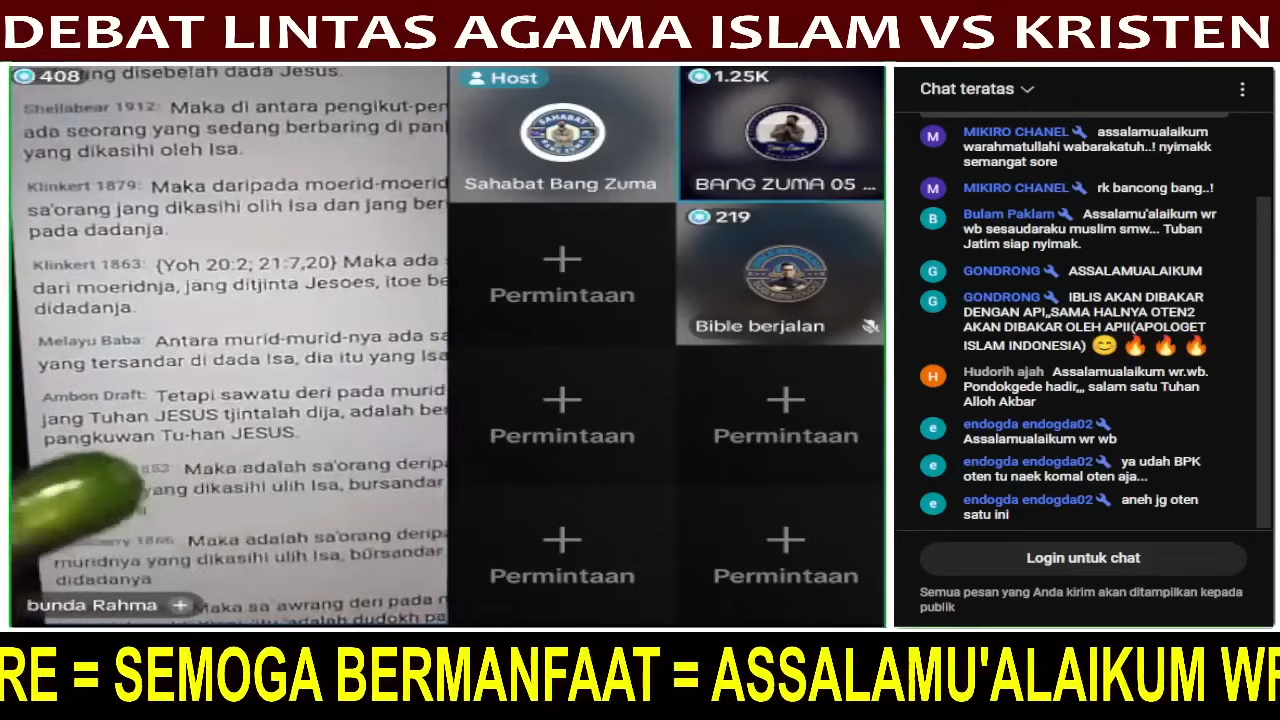 DEBAT LINTAS AGAMA ISLAM VS KRISTEN
408
ng disebelah dada Jesus.
Shellabear 1912: Maka di antara pengikut-pen
ada seorang yang sedang berbaring di pan
yang dikasihi oleh Isa.
Klinkert 1879: Maka daripada moerid-moerid
sa'orang jang dikasihi olih Isa dan jang ber
pada dadanja.
Klinkert 1863: {Yoh 20:2; 21:7,20} Maka ada
dari moeridnja, jang ditjinta Jesoes, itoe be
didadanja.
Melayu Baba: Antara murid-murid-nya ada sa
yang tersandar di dada Isa, dia itu yang Isa
Ambon Draft: Tetapi sawatu deri pada murid
jang Tuhan JESUS tjintalah dija, adalah be
pangkuwan Tu-han JESUS.
Maka adalah sa'orang derip
yang dikasihi ulih Isa, bursandar
Maka adalah sa'orang derip
muridnya yang dikasihi ulih Isa, bursandar
didadanya
Maka sa'awrang deri pada
adalah dudokh pa
bunda Rahma +
Host
SAHABAT
BANG ZUMA
Sahabat Bang Zuma
1.25K
BANG ZUMA 05 ...
219
Bible berjalan
Permintaan
Permintaan
Permintaan
Permintaan
Permintaan
Chat teratas
MIKIRO CHANEL assalamualaikum
warahmatullahi wabarakatuh..! nyimakk
semangat sore
MIKIRO CHANEL rk bancong bang..!
Bulam Paklam Assalamu'alaikum wr
wb sesaudaraku muslim smw... Tuban
Jatim siap nyimak.
GONDRONG ASSALAMUALAIKUM
GONDRONG IBLIS AKAN DIBAKAR
DENGAN API,,SAMA HALNYA OTEN2
AKAN DIBAKAR OLEH APII(APOLOGET
ISLAM INDONESIA) 😊 🔥 🔥 🔥
Hudorih ajah Assalamualaikum wr.wb.
Pondokgede hadir,,, salam satu Tuhan
Alloh Akbar
endogda endogda02
Assalamualaikum wr wb
endogda endogda02 ya udah BPK
oten tu naek komal oten aja...
endogda endogda02 aneh jg oten
satu ini
Login untuk chat
Semua pesan yang Anda kirim akan ditampilkan kepada
publik
RE = SEMOGA BERMANFAAT = ASSALAMU'ALAIKUM WR